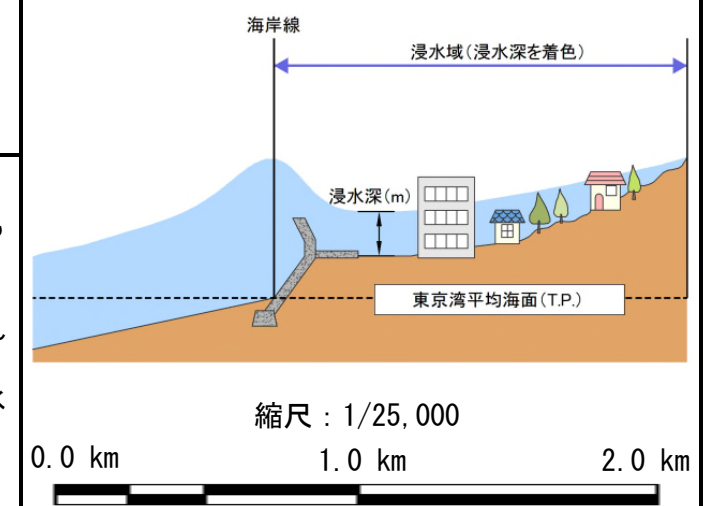 海岸線
浸水域（浸水深を着色）
浸水深（m）
東京湾平均海面（T.P.）
縮尺：1/25,000
0.0 km 1.0 km 2.0 km